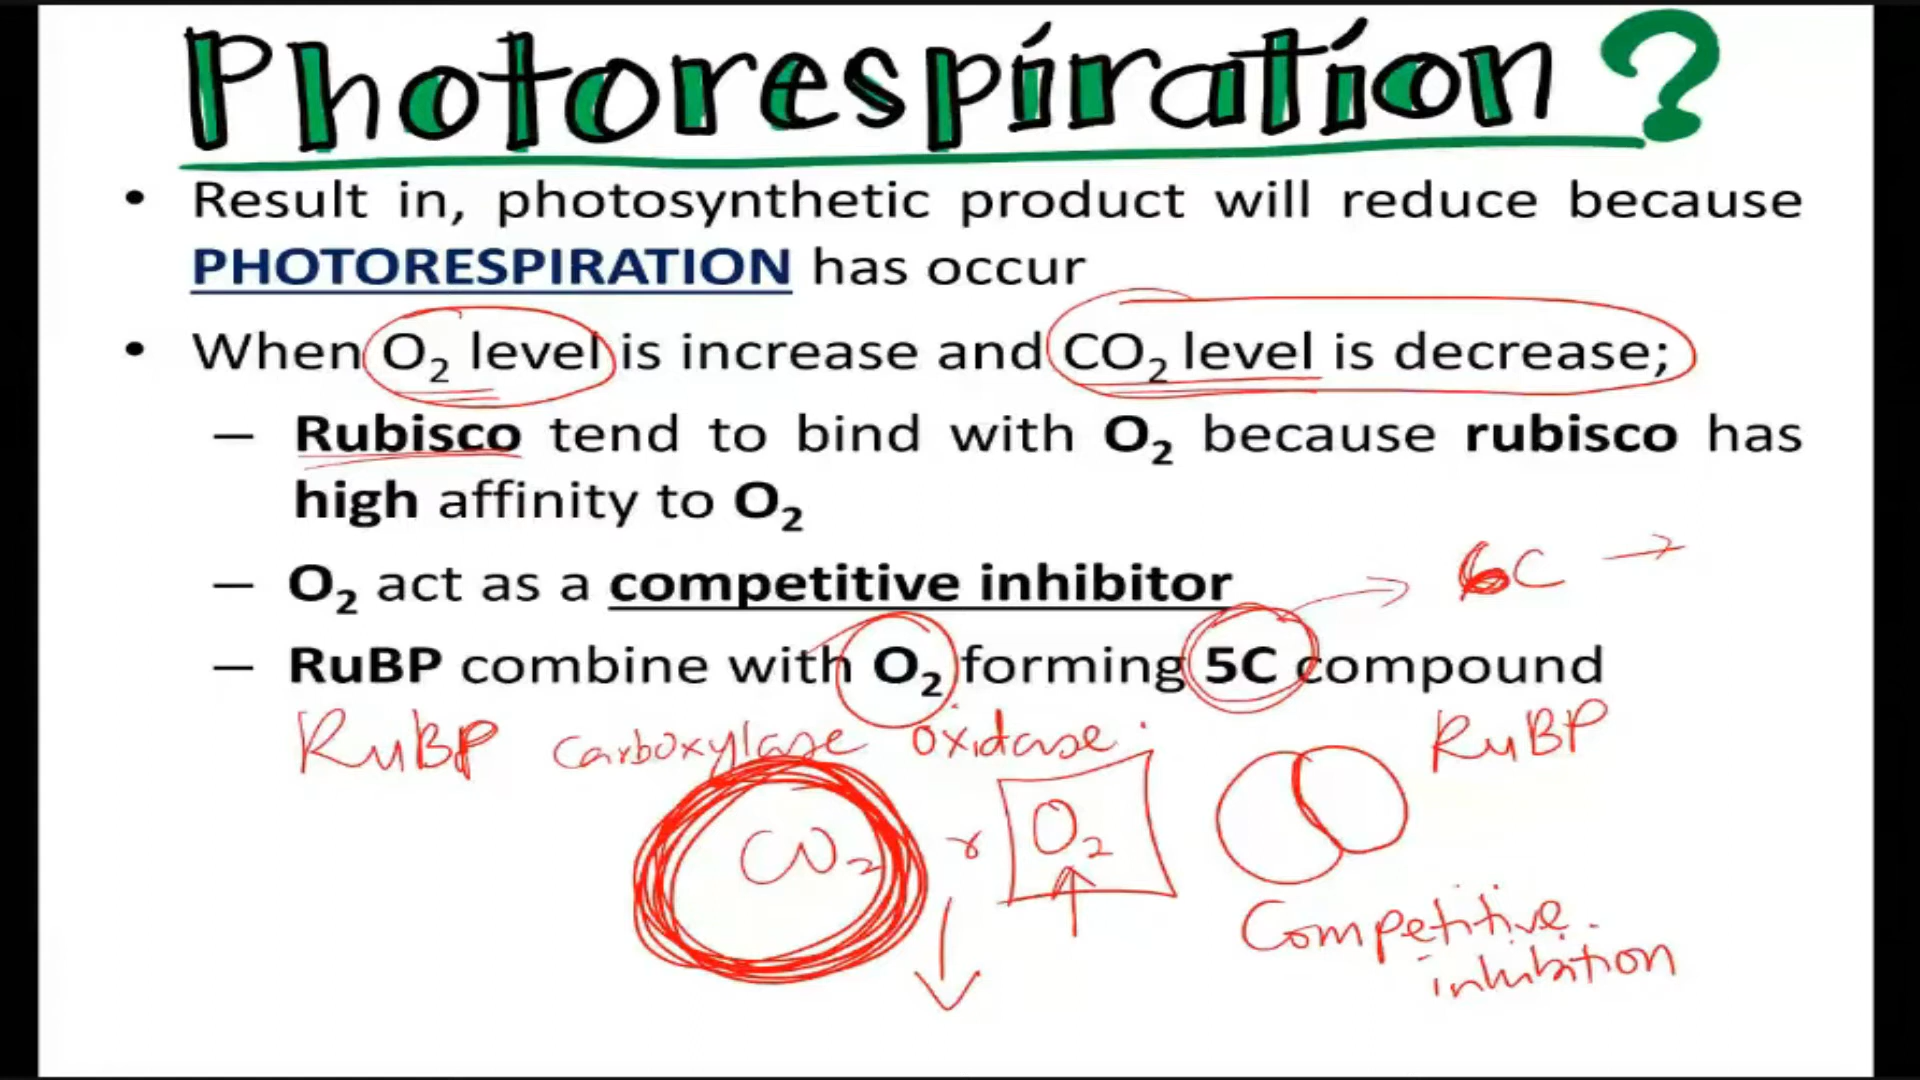 Photorespiration?
• Result in, photosynthetic product will reduce because
PHOTORESPIRATION has occur
• When O₂ level is increase and CO₂ level is decrease;
– Rubisco tend to bind with O₂ because rubisco has
high affinity to O₂
6C →
– O₂ act as a competitive inhibitor
– RuBP combine with O₂ forming 5C compound
RuBP carboxylase oxidase.
RuBP
CO₂
O₂
Competitive
inhibition